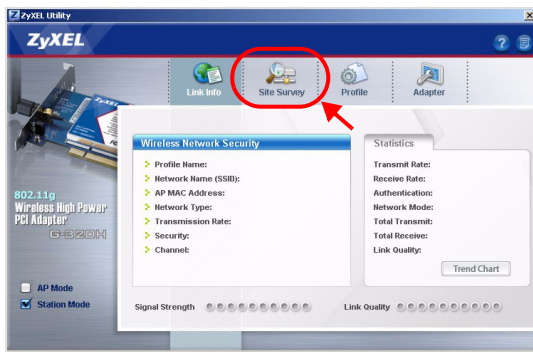 ZyXEL Utility
ZyXEL
Link Info
Site Survey
Profile
Adapter
ZyXEL
802.11g
Wireless High Power
PCI Adapter
G-320H
AP Mode
Station Mode
Wireless Network Security
Profile Name:
Network Name (SSID):
AP MAC Address:
Network Type:
Transmission Rate:
Security:
Channel:
Statistics
Transmit Rate:
Receive Rate:
Authentication:
Network Mode:
Total Transmit:
Total Receive:
Link Quality:
Trend Chart
Signal Strength
Link Quality